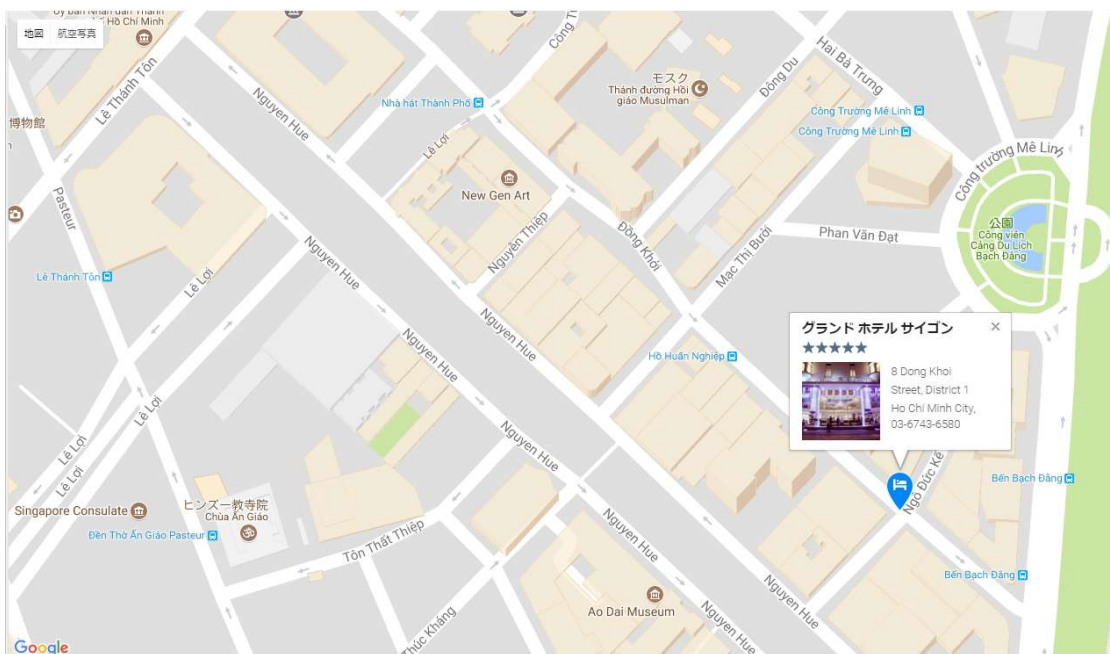 Uỷ ban Nhân dân Thành
phố Hồ Chí Minh
地図
航空写真
Lê Thánh Tôn
博物館
Nguyen Hue
Nhà hát Thành Phố
Lê Lợi
New Gen Art
モスク
Thánh đường Hồi
giáo Musulman
Đông Du
Hai Bà Trưng
Công Trường Mê Linh
Công Trường Mê Linh
Công trường Mê Linh
公園
Công viên
Cảng Du Lịch
Bạch Đằng
Phan Văn Đạt
Mạc Thị Bưởi
Đồng Khởi
Nguyễn Thiệp
Pasteur
Lê Thánh Tôn
Lê Lợi
Nguyen Hue
Nguyen Hue
Nguyen Hue
Hồ Huấn Nghiệp
グランド ホテル サイゴン
×
★★★★★
8 Dong Khoi
Street, District 1
Ho Chi Minh City,
03-6743-6580
Lê Lợi
Lê Lợi
Lê Lợi
Nguyen Hue
Singapore Consulate
ヒンズー教寺院
Chùa Ấn Giáo
Đền Thờ Ấn Giáo Pasteur
Tôn Thất Thiệp
Ngô Đức Kế
Bến Bạch Đằng
Bến Bạch Đằng
Nguyen Hue
Nguyen Hue
Nguyen Hue
Ao Dai Museum
Thúc Kháng
Google